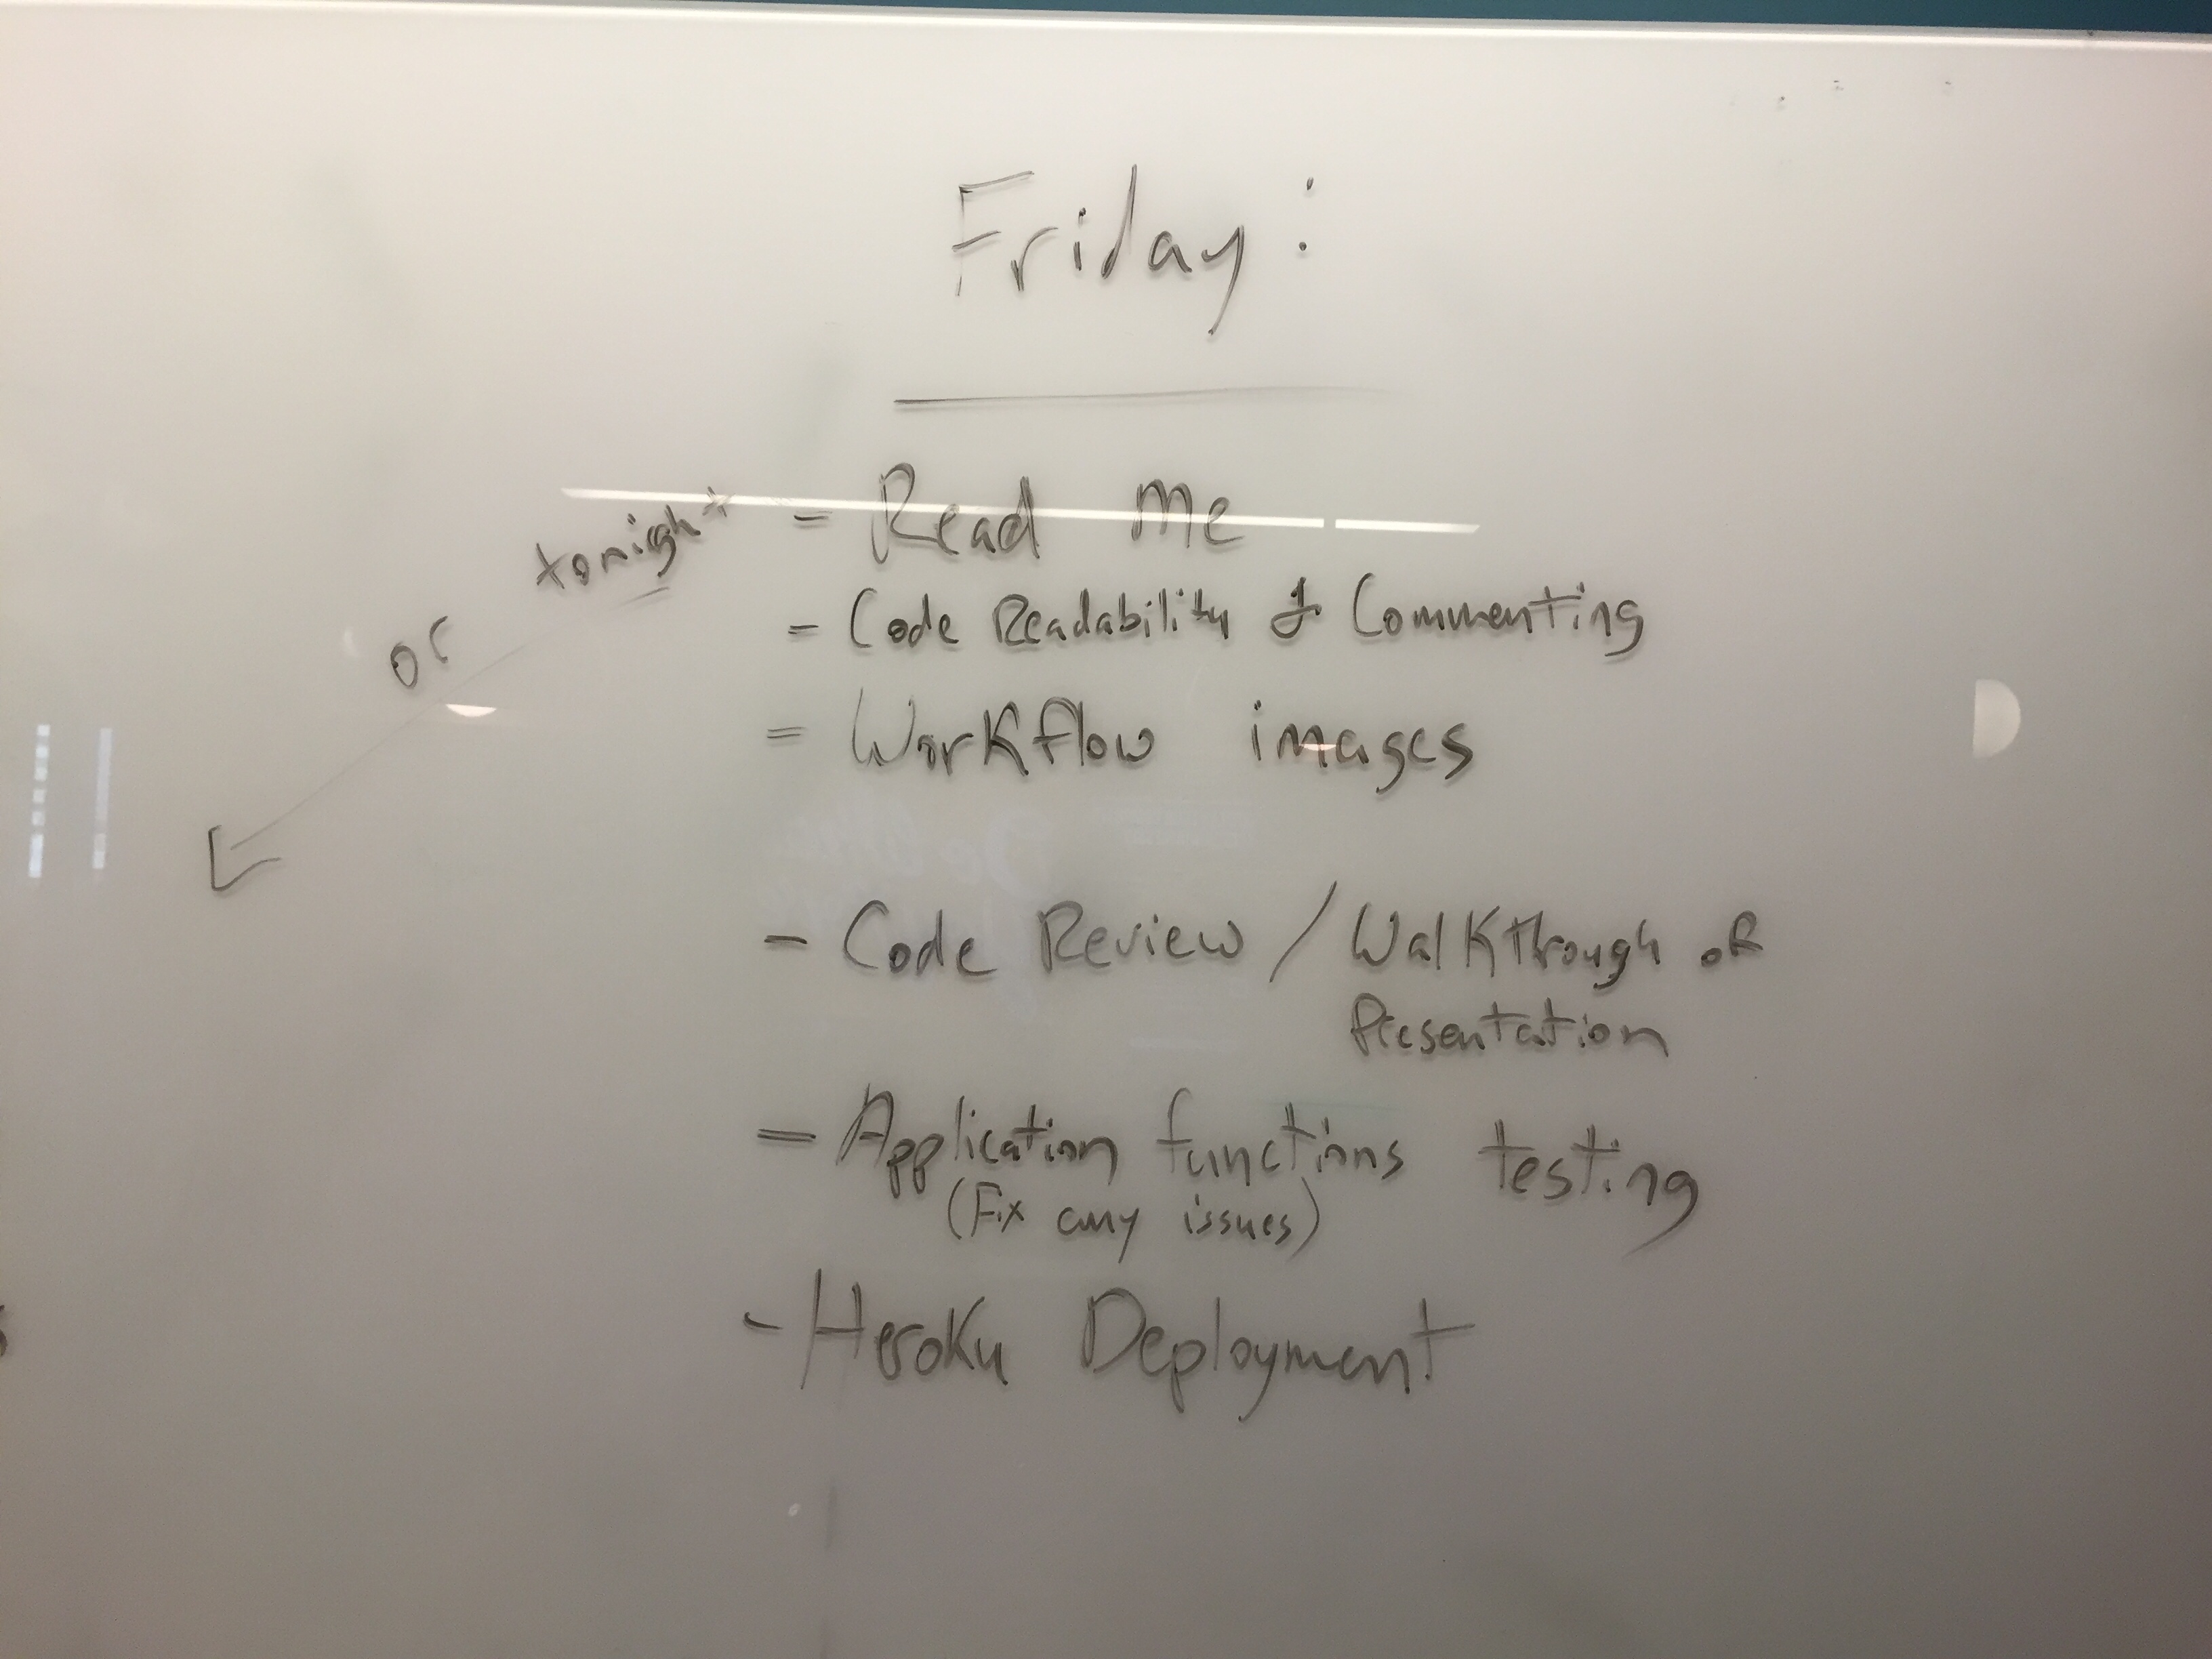 Friday:
or tonight
= Read Me
= Code Readability & Commenting
= Workflow images
- Code Review / Walkthrough of
Presentation
- Application functions testing
(Fix any issues)
- Heroku Deployment